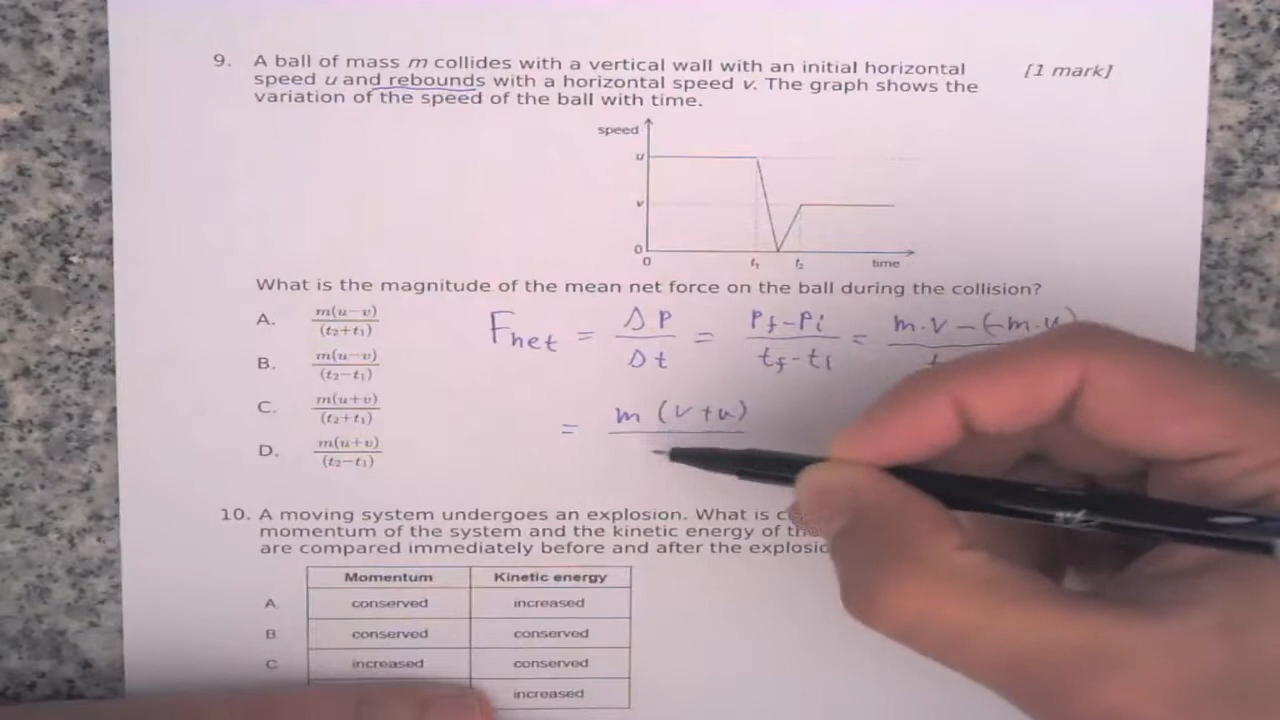 9. A ball of mass m collides with a vertical wall with an initial horizontal [1 mark]
speed u and rebounds with a horizontal speed v. The graph shows the
variation of the speed of the ball with time.
speed
u
v
0
0 t₁ t₂ time
What is the magnitude of the mean net force on the ball during the collision?
A. m(u−v)/(t₂+t₁)
B. m(u−v)/(t₂−t₁)
C. m(u+v)/(t₂+t₁)
D. m(u+v)/(t₂−t₁)
Fnet = ΔP/Δt = Pf-Pi/tf-t1 = m.v-(-m.u)
= m (v+u)
10. A moving system undergoes an explosion. What is
momentum of the system and the kinetic energy of
are compared immediately before and after the
Momentum Kinetic energy
A. conserved increased
B. conserved conserved
C increased conserved
increased